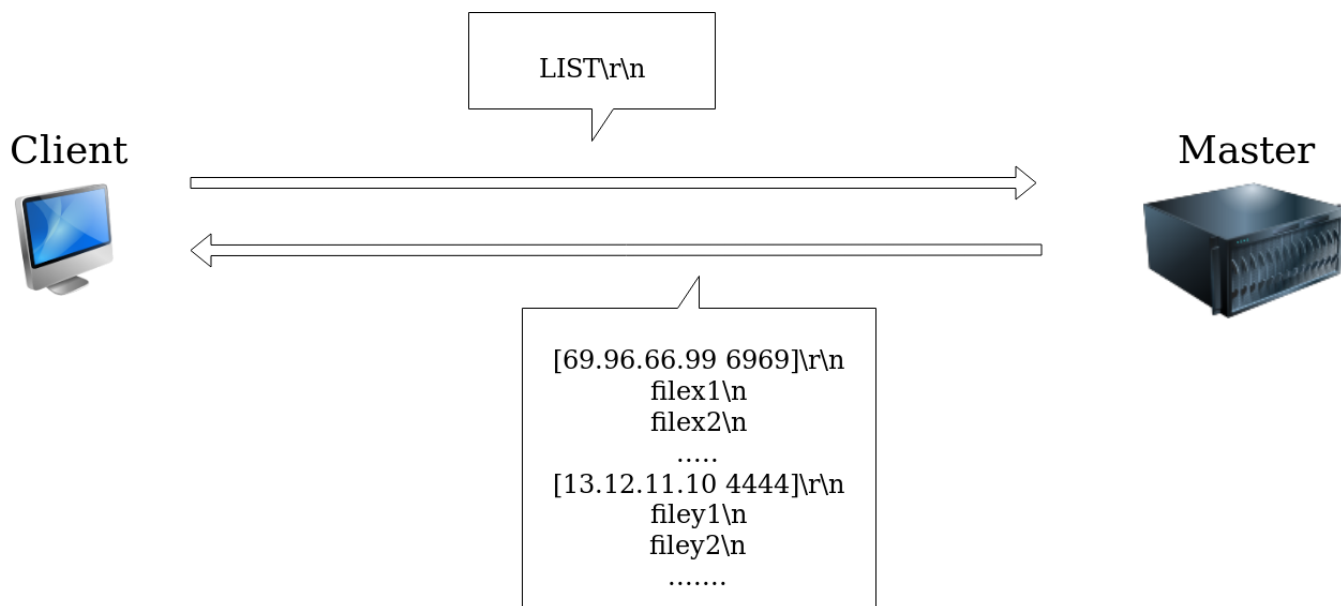 LIST\r\n
Client
Master
[69.96.66.99 6969]\r\n
filex1\n
filex2\n
.....
[13.12.11.10 4444]\r\n
filey1\n
filey2\n
.......